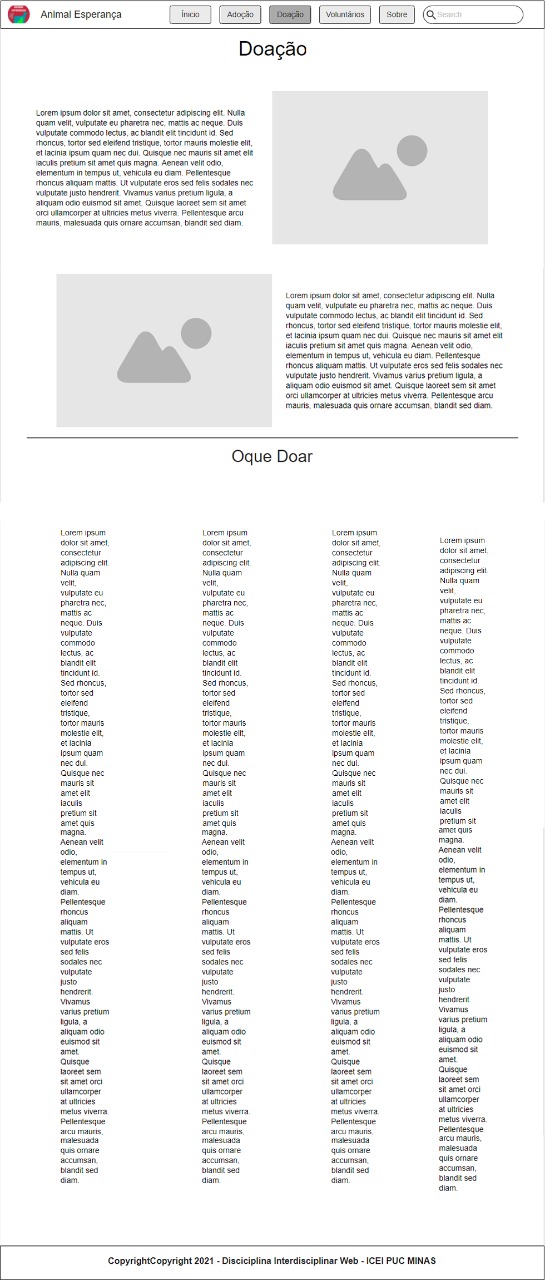 Animal Esperança
Ínicio
Adoção
Doação
Voluntários
Sobre
Search
Doação
Lorem ipsum dolor sit amet, consectetur adipiscing elit. Nulla
quam velit, vulputate eu pharetra nec, mattis ac neque. Duis
vulputate commodo lectus, ac blandit elit tincidunt id. Sed
rhoncus, tortor sed eleifend tristique, tortor mauris molestie elit,
et lacinia ipsum quam nec dui. Quisque nec mauris sit amet elit
iaculis pretium sit amet quis magna. Aenean velit odio,
elementum in tempus ut, vehicula eu diam. Pellentesque
rhoncus aliquam mattis. Ut vulputate eros sed felis sodales nec
vulputate justo hendrerit. Vivamus varius pretium ligula, a
aliquam odio euismod sit amet. Quisque laoreet sem sit amet
orci ullamcorper at ultricies metus viverra. Pellentesque arcu
mauris, malesuada quis ornare accumsan, blandit sed diam.
Lorem ipsum dolor sit amet, consectetur adipiscing elit. Nulla
quam velit, vulputate eu pharetra nec, mattis ac neque. Duis
vulputate commodo lectus, ac blandit elit tincidunt id. Sed
rhoncus, tortor sed eleifend tristique, tortor mauris molestie elit,
et lacinia ipsum quam nec dui. Quisque nec mauris sit amet elit
iaculis pretium sit amet quis magna. Aenean velit odio,
elementum in tempus ut, vehicula eu diam. Pellentesque
rhoncus aliquam mattis. Ut vulputate eros sed felis sodales nec
vulputate justo hendrerit. Vivamus varius pretium ligula, a
aliquam odio euismod sit amet. Quisque laoreet sem sit amet
orci ullamcorper at ultricies metus viverra. Pellentesque arcu
mauris, malesuada quis ornare accumsan, blandit sed diam.
Oque Doar
Lorem ipsum
dolor sit amet,
consectetur
adipiscing elit.
Nulla quam
velit,
vulputate eu
pharetra nec,
mattis ac
neque. Duis
vulputate
commodo
lectus, ac
blandit elit
tincidunt id.
Sed rhoncus,
tortor sed
eleifend
tristique,
tortor mauris
molestie elit,
et lacinia
ipsum quam
nec dui.
Quisque nec
mauris sit
amet elit
iaculis
pretium sit
amet quis
magna.
Aenean velit
odio,
elementum in
tempus ut,
vehicula eu
diam.
Pellentesque
rhoncus
aliquam
mattis. Ut
vulputate eros
sed felis
sodales nec
vulputate
justo
hendrerit.
Vivamus
varius pretium
ligula, a
aliquam odio
euismod sit
amet.
Quisque
laoreet sem
sit amet orci
ullamcorper
at ultricies
metus viverra.
Pellentesque
arcu mauris,
malesuada
quis ornare
accumsan,
blandit sed
diam.
Lorem ipsum
dolor sit amet,
consectetur
adipiscing elit.
Nulla quam
velit,
vulputate eu
pharetra nec,
mattis ac
neque. Duis
vulputate
commodo
lectus, ac
blandit elit
tincidunt id.
Sed rhoncus,
tortor sed
eleifend
tristique,
tortor mauris
molestie elit,
et lacinia
ipsum quam
nec dui.
Quisque nec
mauris sit
amet elit
iaculis
pretium sit
amet quis
magna.
Aenean velit
odio,
elementum in
tempus ut,
vehicula eu
diam.
Pellentesque
rhoncus
aliquam
mattis. Ut
vulputate eros
sed felis
sodales nec
vulputate
justo
hendrerit.
Vivamus
varius pretium
ligula, a
aliquam odio
euismod sit
amet.
Quisque
laoreet sem
sit amet orci
ullamcorper
at ultricies
metus viverra.
Pellentesque
arcu mauris,
malesuada
quis ornare
accumsan,
blandit sed
diam.
Lorem ipsum
dolor sit amet,
consectetur
adipiscing elit.
Nulla quam
velit,
vulputate eu
pharetra nec,
mattis ac
neque. Duis
vulputate
commodo
lectus, ac
blandit elit
tincidunt id.
Sed rhoncus,
tortor sed
eleifend
tristique,
tortor mauris
molestie elit,
et lacinia
ipsum quam
nec dui.
Quisque nec
mauris sit
amet elit
iaculis
pretium sit
amet quis
magna.
Aenean velit
odio,
elementum in
tempus ut,
vehicula eu
diam.
Pellentesque
rhoncus
aliquam
mattis. Ut
vulputate eros
sed felis
sodales nec
vulputate
justo
hendrerit.
Vivamus
varius pretium
ligula, a
aliquam odio
euismod sit
amet.
Quisque
laoreet sem
sit amet orci
ullamcorper
at ultricies
metus viverra.
Pellentesque
arcu mauris,
malesuada
quis ornare
accumsan,
blandit sed
diam.
Lorem ipsum
dolor sit amet,
consectetur
adipiscing elit.
Nulla quam
velit,
vulputate eu
pharetra nec,
mattis ac
neque. Duis
vulputate
commodo
lectus, ac
blandit elit
tincidunt id.
Sed rhoncus,
tortor sed
eleifend
tristique,
tortor mauris
molestie elit,
et lacinia
ipsum quam
nec dui.
Quisque nec
mauris sit
amet elit
iaculis
pretium sit
amet quis
magna.
Aenean velit
odio,
elementum in
tempus ut,
vehicula eu
diam.
Pellentesque
rhoncus
aliquam
mattis. Ut
vulputate eros
sed felis
sodales nec
vulputate
justo
hendrerit.
Vivamus
varius pretium
ligula, a
aliquam odio
euismod sit
amet.
Quisque
laoreet sem
sit amet orci
ullamcorper
at ultricies
metus viverra.
Pellentesque
arcu mauris,
malesuada
quis ornare
accumsan,
blandit sed
diam.
CopyrightCopyright 2021 - Disciciplina Interdisciplinar Web - ICEI PUC MINAS